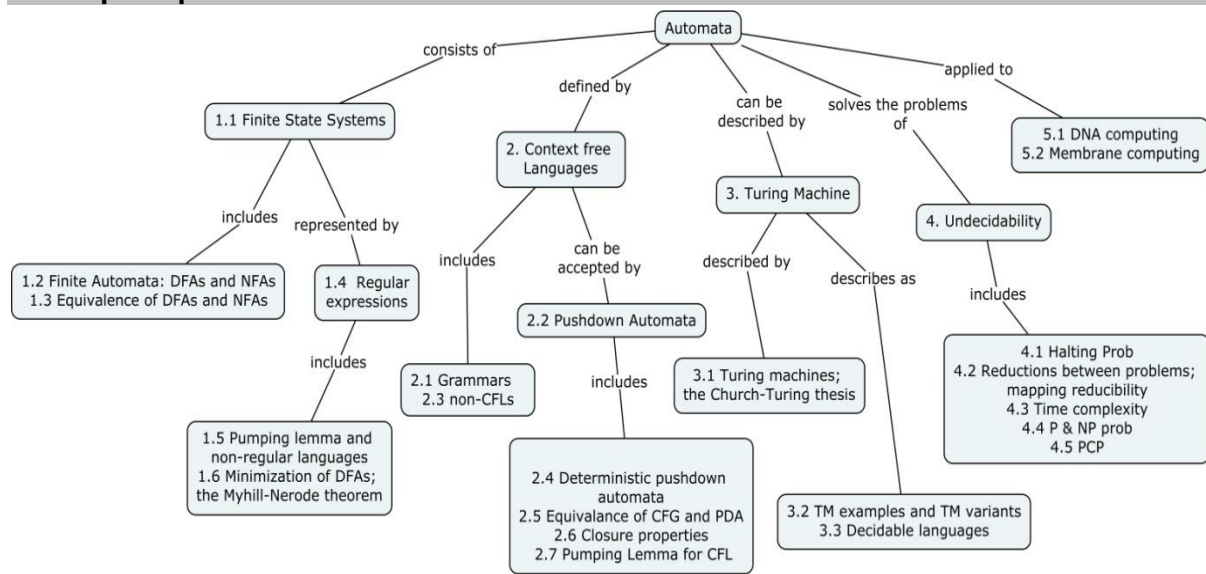 Automata
consists of
defined by
can be
described by
solves the problems
of
applied to
1.1 Finite State Systems
2. Context free
Languages
3. Turing Machine
4. Undecidability
5.1 DNA computing
5.2 Membrane computing
includes
represented by
1.2 Finite Automata: DFAs and NFAs
1.3 Equivalence of DFAs and NFAs
1.4 Regular
expressions
includes
1.5 Pumping lemma and
non-regular languages
1.6 Minimization of DFAs;
the Myhill-Nerode theorem
includes
can be
accepted by
2.1 Grammars
2.3 non-CFLs
2.2 Pushdown Automata
includes
2.4 Deterministic pushdown
automata
2.5 Equivalance of CFG and PDA
2.6 Closure properties
2.7 Pumping Lemma for CFL
described by
describes as
3.1 Turing machines;
the Church-Turing thesis
3.2 TM examples and TM variants
3.3 Decidable languages
includes
4.1 Halting Prob
4.2 Reductions between problems;
mapping reducibility
4.3 Time complexity
4.4 P & NP prob
4.5 PCP